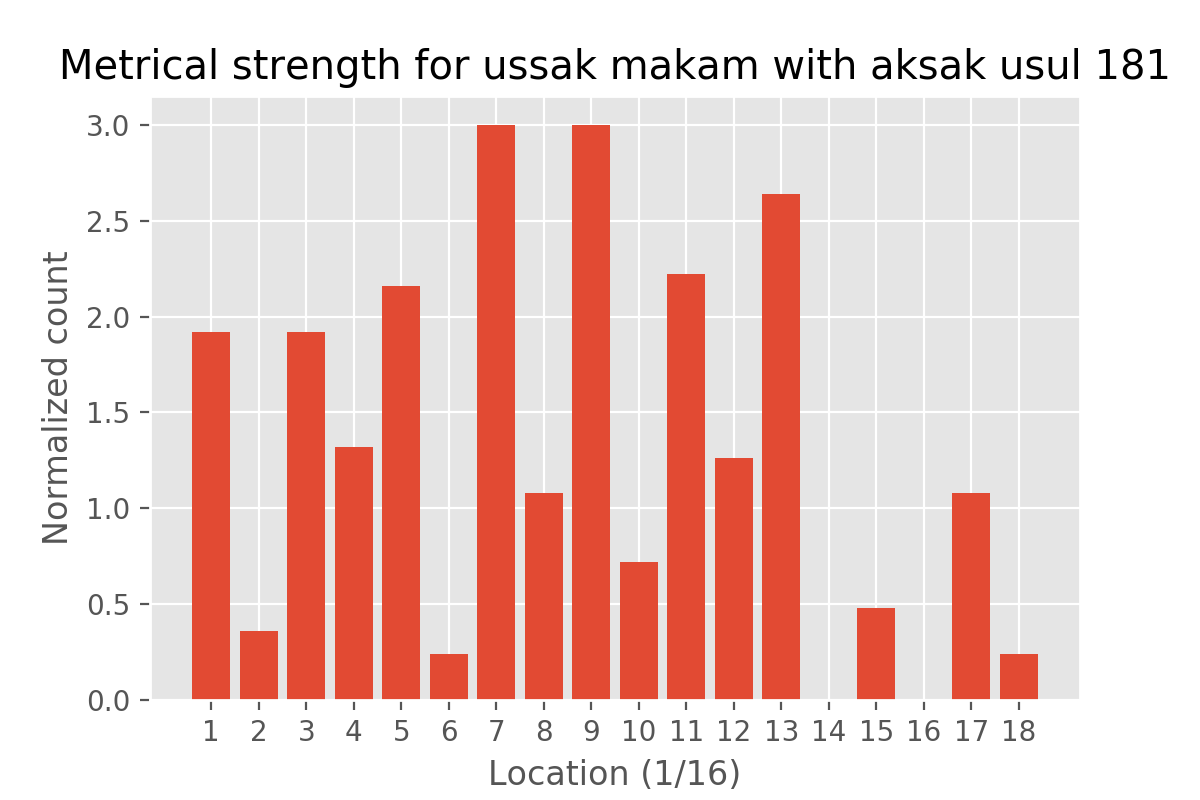 Metrical strength for ussak makam with aksak usul 181
3.0
2.5
2.0
1.5
1.0
0.5
0.0
Normalized count
1 2 3 4 5 6 7 8 9 10 11 12 13 14 15 16 17 18
Location (1/16)